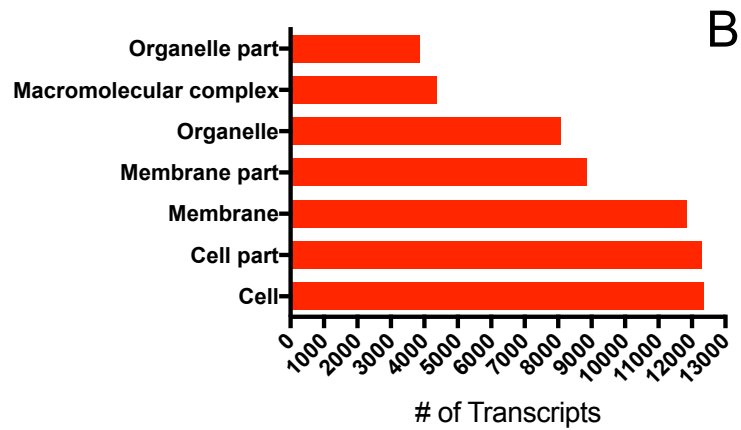 B
Organelle part
Macromolecular complex
Organelle
Membrane part
Membrane
Cell part
Cell
0 1000 2000 3000 4000 5000 6000 7000 8000 9000 10000 11000 12000 13000
# of Transcripts